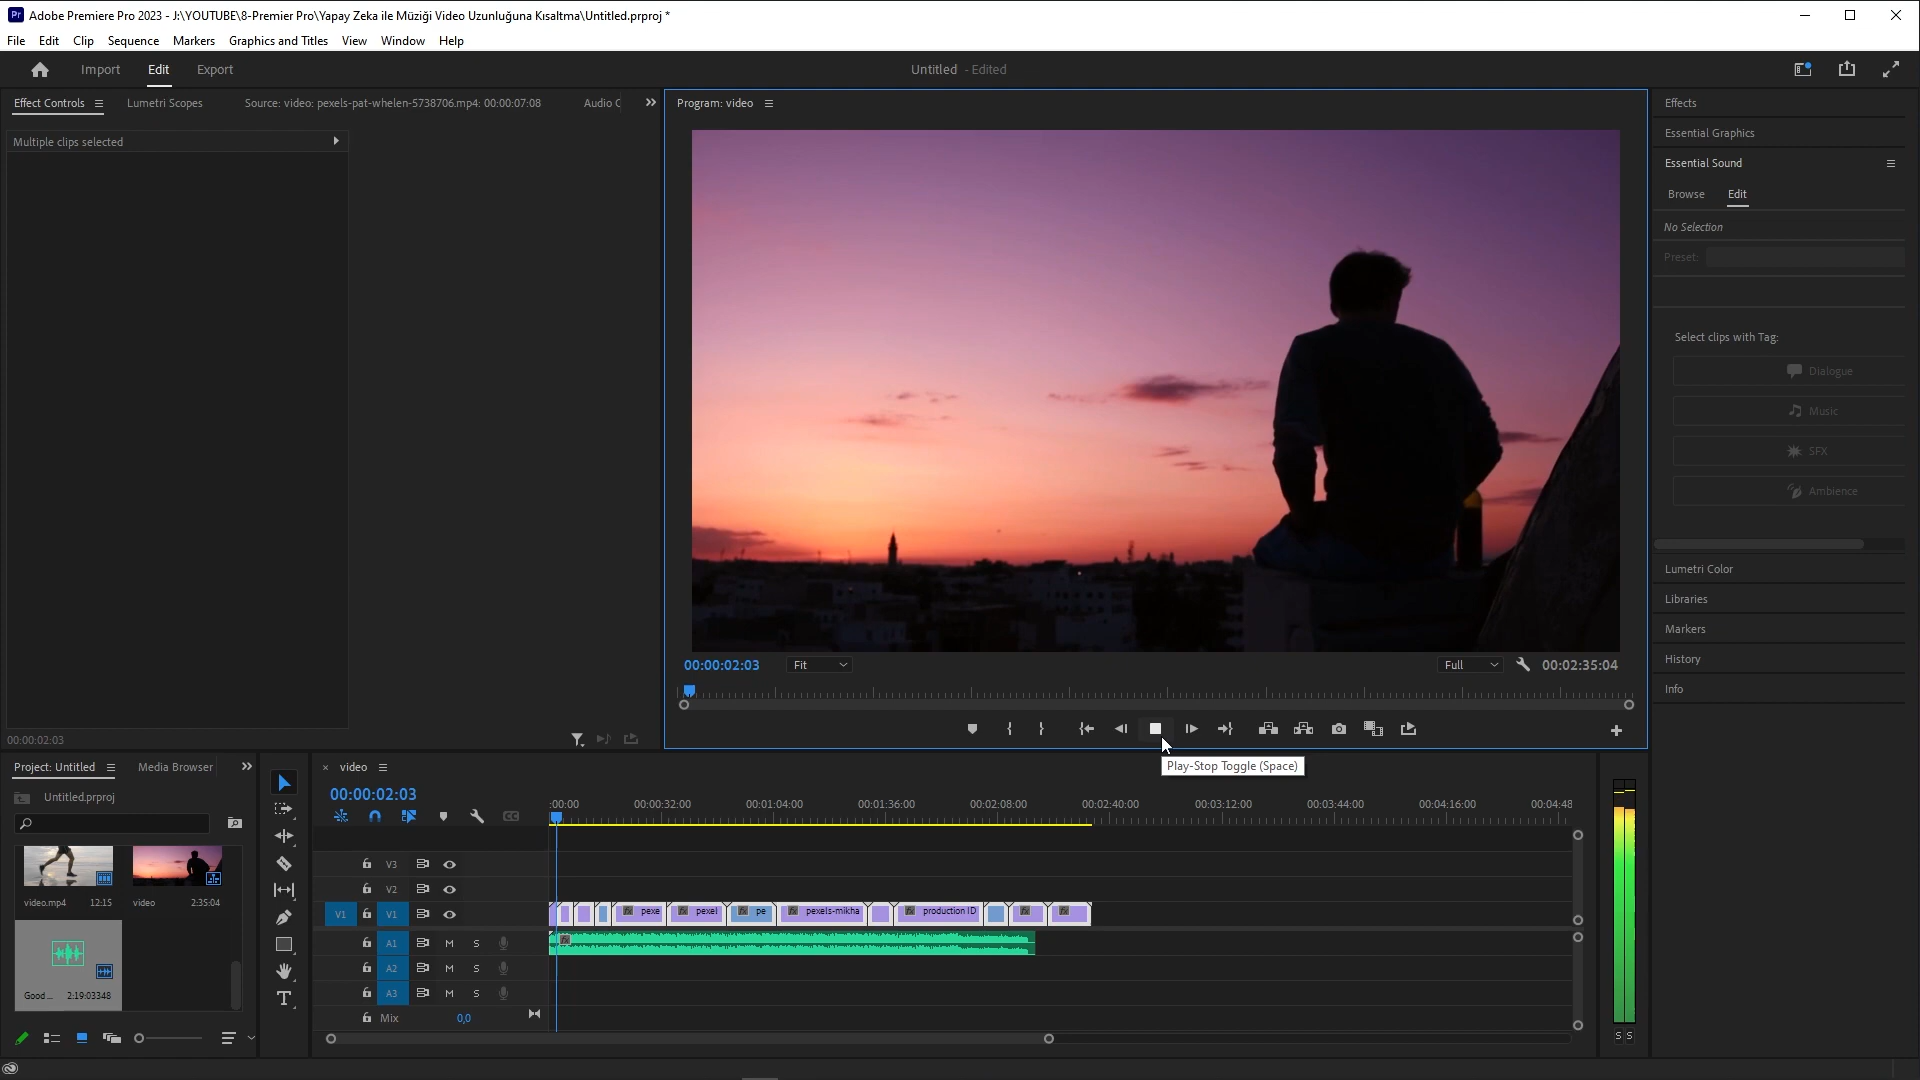 Adobe Premiere Pro 2023 - J:\YOUTUBE\8-Premier Pro\Yapay Zeka ile Müziği Video Uzunluğuna Kısaltma\Untitled.prproj *
File Edit Clip Sequence Markers Graphics and Titles View Window Help
Import Edit Export
Untitled - Edited
Effect Controls Lumetri Scopes Source: video: pexels-pat-whelen-5738706.mp4: 00:00:07:08 Audio C
Multiple clips selected
00:00:02:03
Program: video
00:00:02:03 Fit Full 00:02:35:04
Play-Stop Toggle (Space)
Effects
Essential Graphics
Essential Sound
Browse Edit
No Selection
Preset:
Select clips with Tag:
Dialogue
Music
SFX
Ambience
Lumetri Color
Libraries
Markers
History
Info
Project: Untitled Media Browser
Untitled.prproj
video.mp4 12:15 video 2:35:04
Good ... 2:19:03348
video
00:00:02:03
:00:00 00:00:32:00 00:01:04:00 00:01:36:00 00:02:08:00 00:02:40:00 00:03:12:00 00:03:44:00 00:04:16:00 00:04:48
V3
V2
V1 V1 fx pexe fx pexel fx pe fx pexels-mikha fx production ID fx fx
A1 M S fx
A2 M S
A3 M S
Mix 0,0
S S